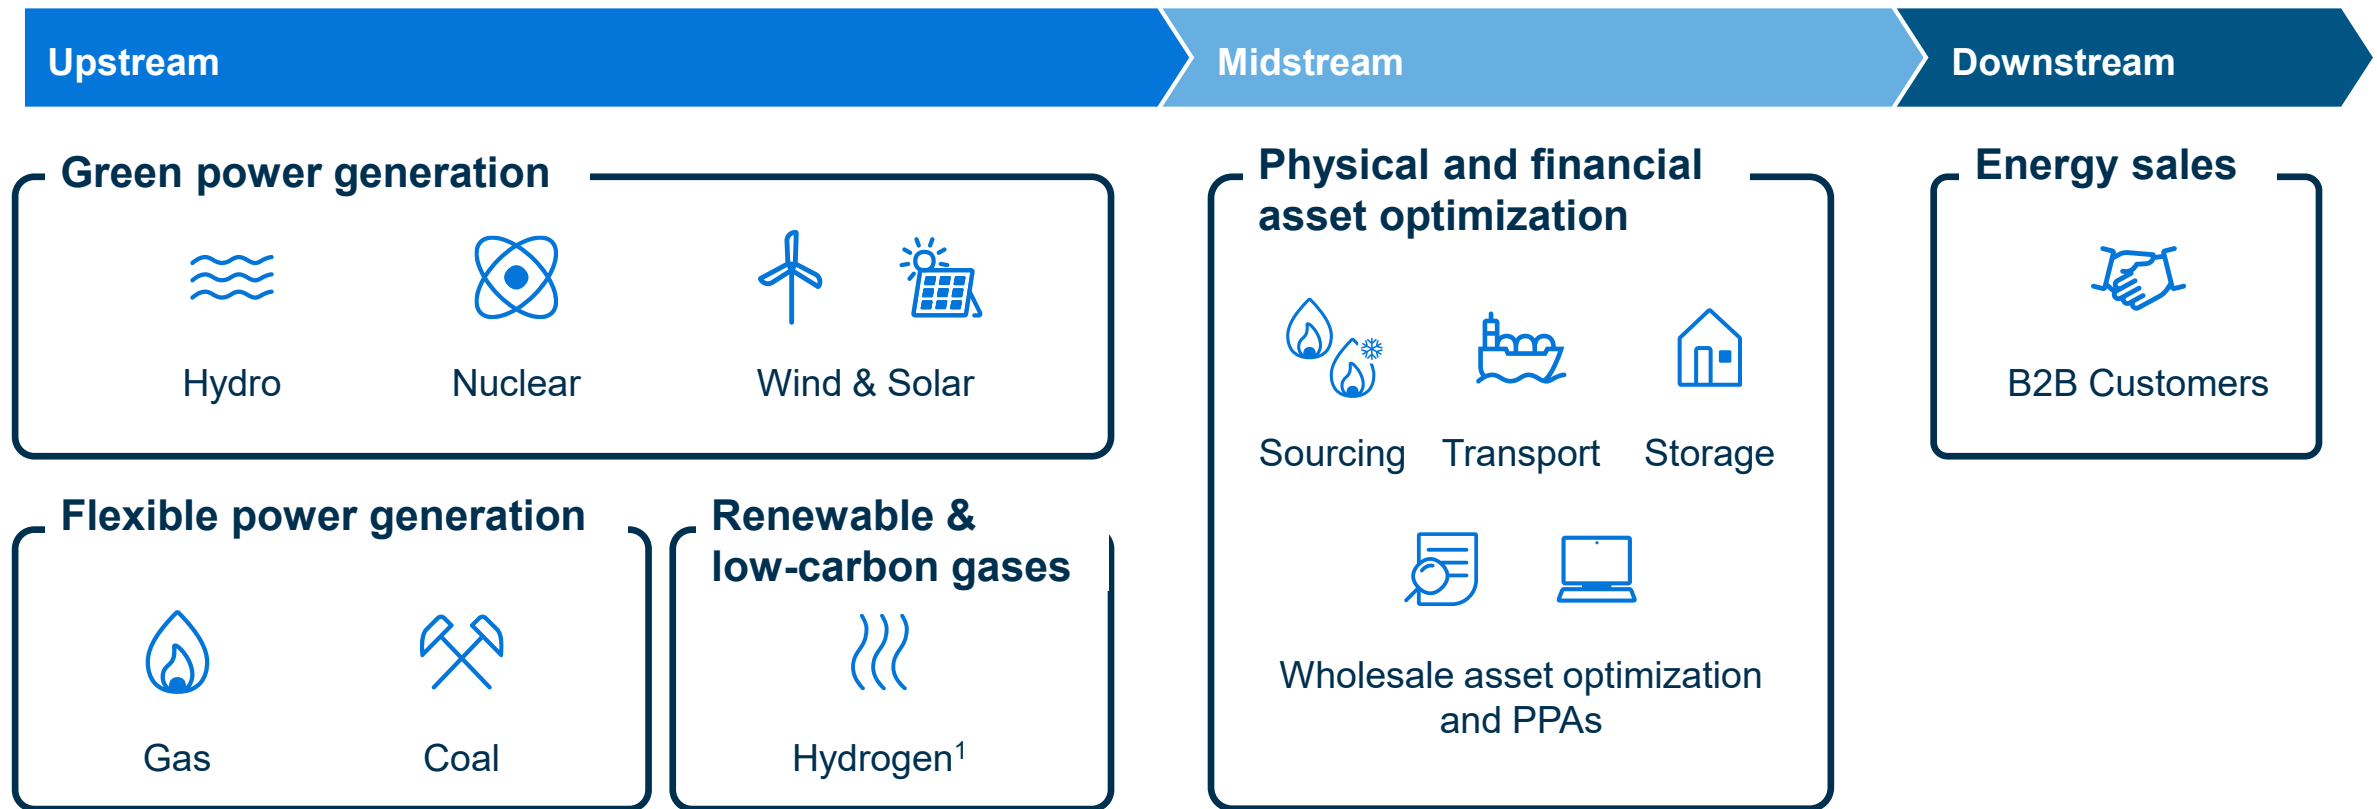 Upstream
Midstream
Downstream
Green power generation
Hydro
Nuclear
Wind & Solar
Flexible power generation
Gas
Coal
Renewable &
low-carbon gases
Hydrogen¹
Physical and financial
asset optimization
Sourcing
Transport
Storage
Wholesale asset optimization
and PPAs
Energy sales
B2B Customers